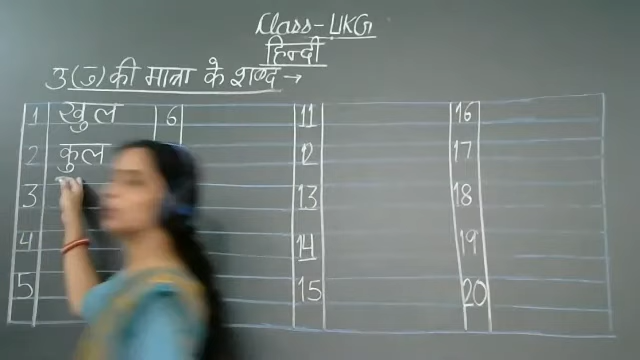 Class-UKG
हिन्दी
उ(ु) की मात्रा के शब्द →
1 खुल 6 11 16
2 कुल 12 17
3 13 18
4 14 19
5 15 20